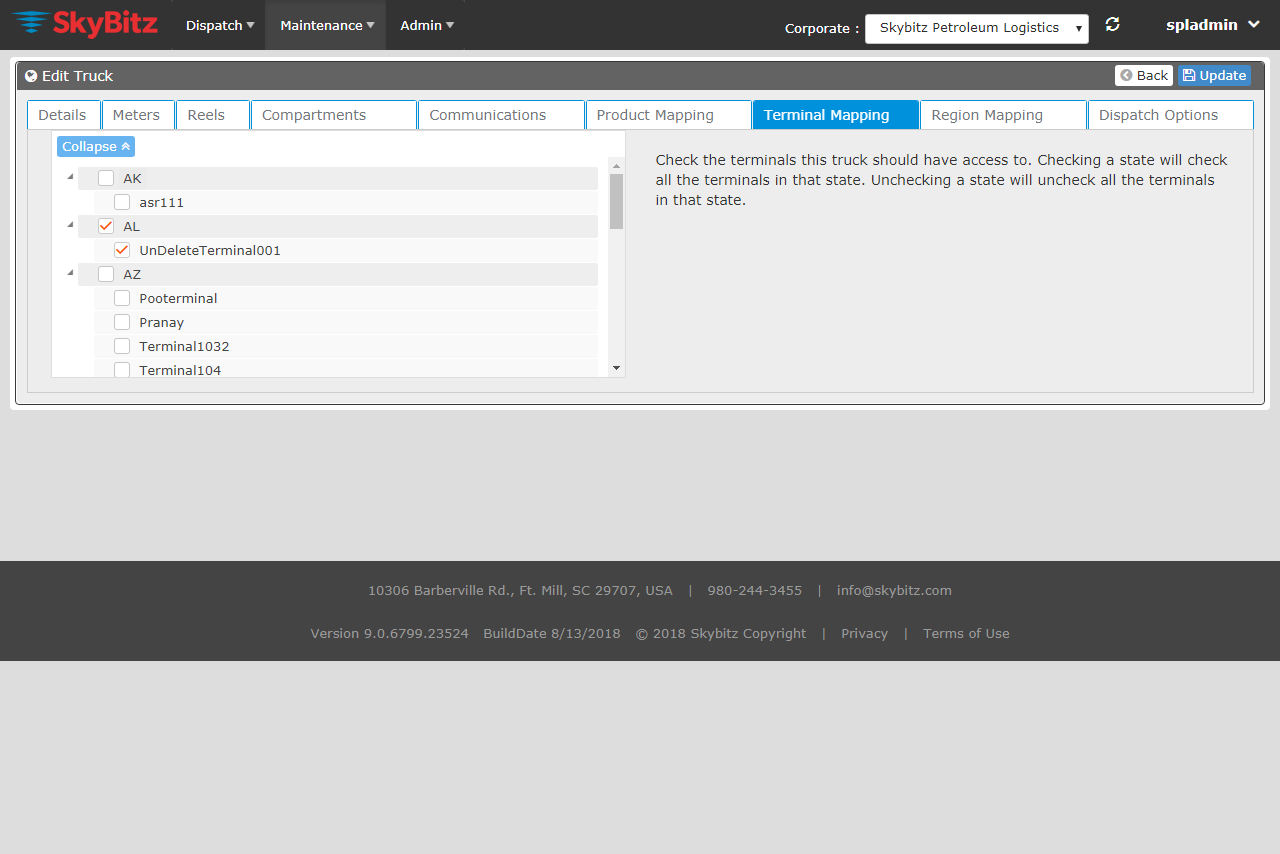 SkyBitz Dispatch Maintenance Admin Corporate : Skybitz Petroleum Logistics spladmin
Edit Truck Back Update
Details Meters Reels Compartments Communications Product Mapping Terminal Mapping Region Mapping Dispatch Options
Collapse
AK
asr111
AL
UnDeleteTerminal001
AZ
Pooterminal
Pranay
Terminal1032
Terminal104
Check the terminals this truck should have access to. Checking a state will check
all the terminals in that state. Unchecking a state will uncheck all the terminals
in that state.
10306 Barberville Rd., Ft. Mill, SC 29707, USA | 980-244-3455 | info@skybitz.com
Version 9.0.6799.23524 BuildDate 8/13/2018 © 2018 Skybitz Copyright | Privacy | Terms of Use